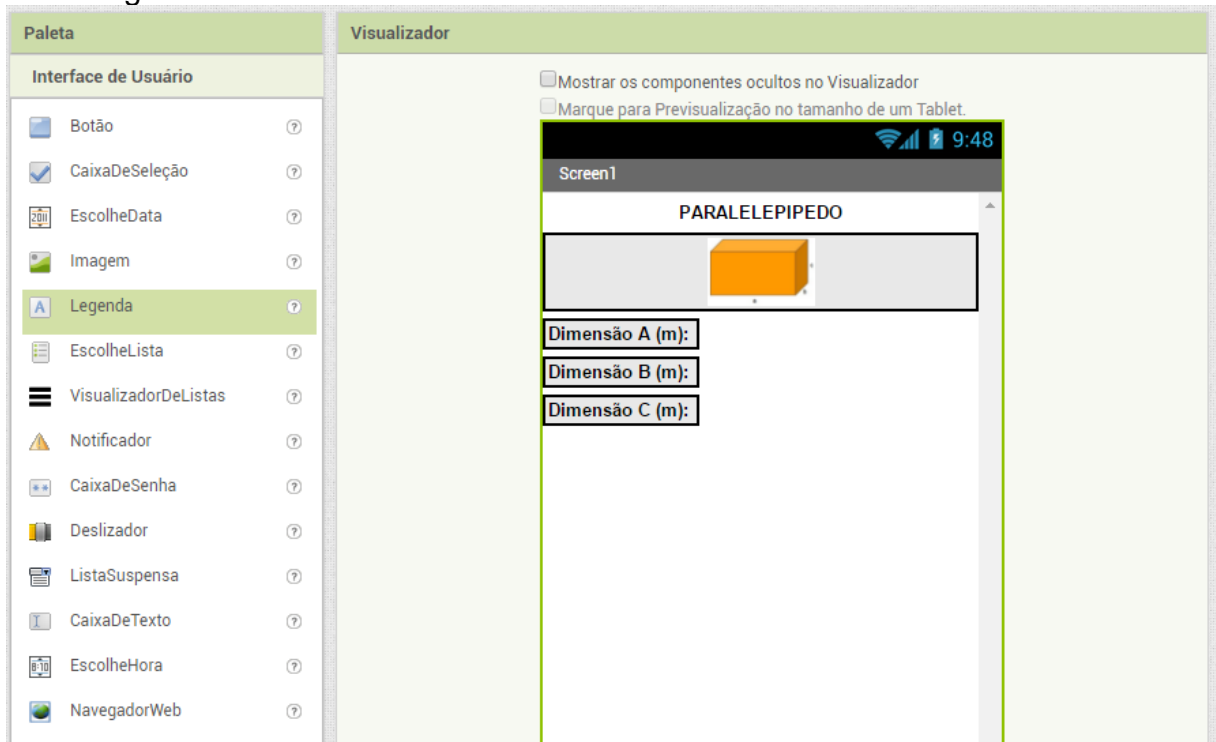 Paleta
Interface de Usuário
Botão
CaixaDeSeleção
EscolheData
Imagem
Legenda
EscolheLista
VisualizadorDeListas
Notificador
CaixaDeSenha
Deslizador
ListaSuspensa
CaixaDeTexto
EscolheHora
NavegadorWeb
Visualizador
Mostrar os componentes ocultos no Visualizador
Marque para Previsualização no tamanho de um Tablet.
9:48
Screen1
PARALELEPIPEDO
Dimensão A (m):
Dimensão B (m):
Dimensão C (m):